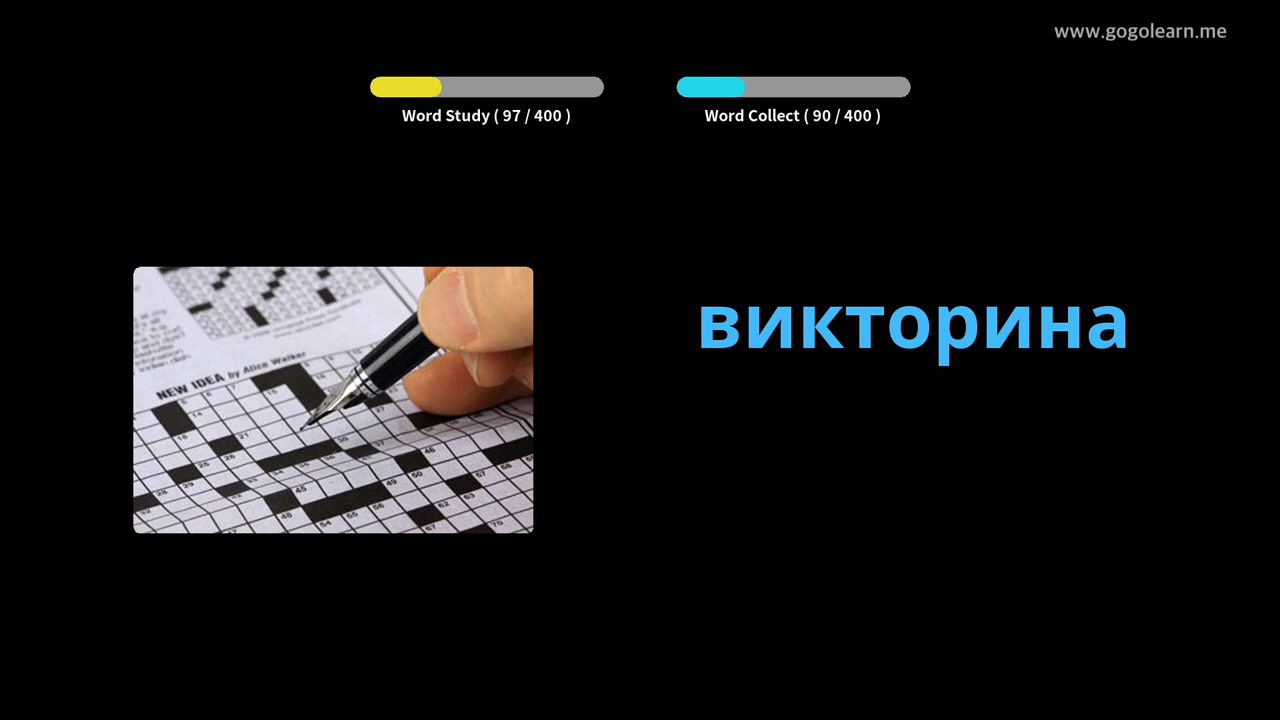 www.gogolearn.me
Word Study ( 97 / 400 )
Word Collect ( 90 / 400 )
викторина
NEW IDEA by Alice Walker